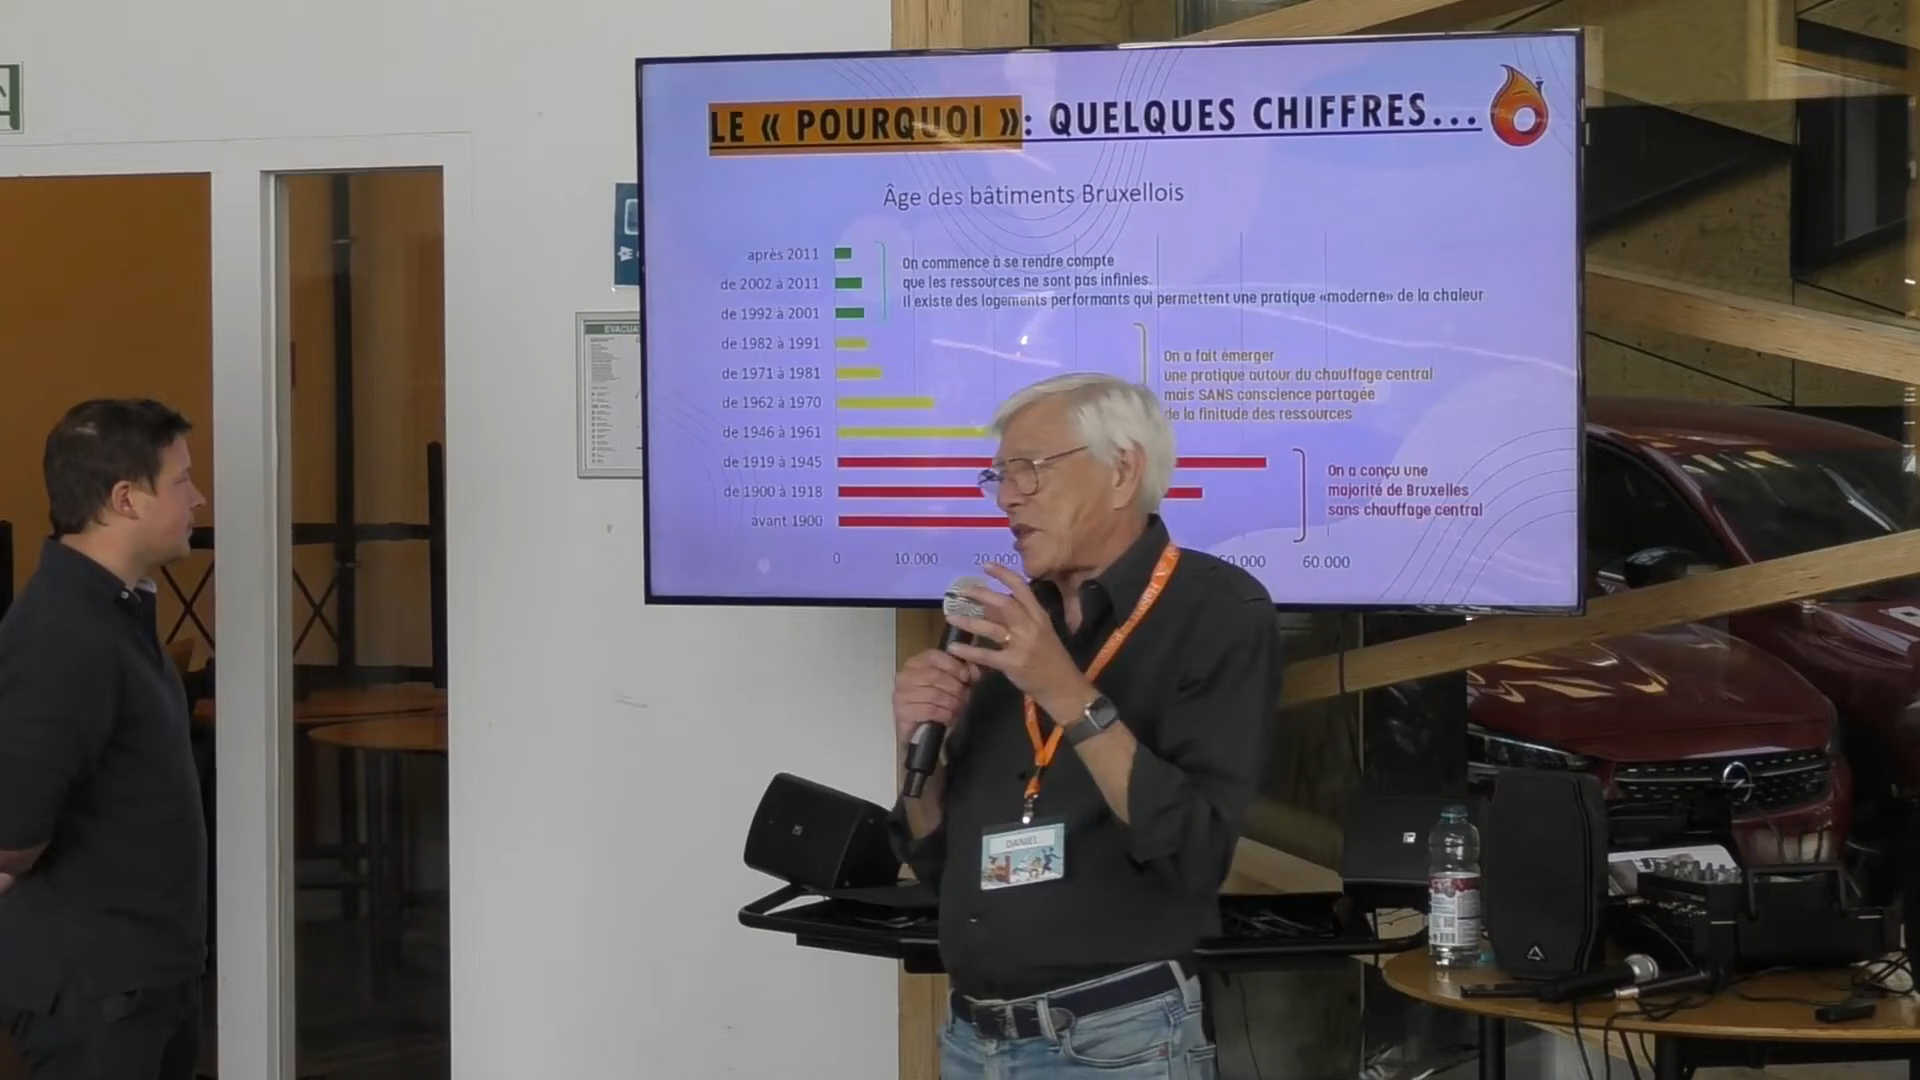 LE « POURQUOI »: QUELQUES CHIFFRES...
Âge des bâtiments Bruxellois
après 2011
de 2002 à 2011
de 1992 à 2001
de 1982 à 1991
de 1971 à 1981
de 1962 à 1970
de 1946 à 1961
de 1919 à 1945
de 1900 à 1918
avant 1900
0 10.000 20.000 60.000
On commence à se rendre compte
que les ressources ne sont pas infinies.
Il existe des logements performants qui permettent une pratique «moderne» de la chaleur
On a fait émerger
une pratique autour du chauffage central
mais SANS conscience partagée
de la finitude des ressources
On a conçu une
majorité de Bruxelles
sans chauffage central
DANIEL